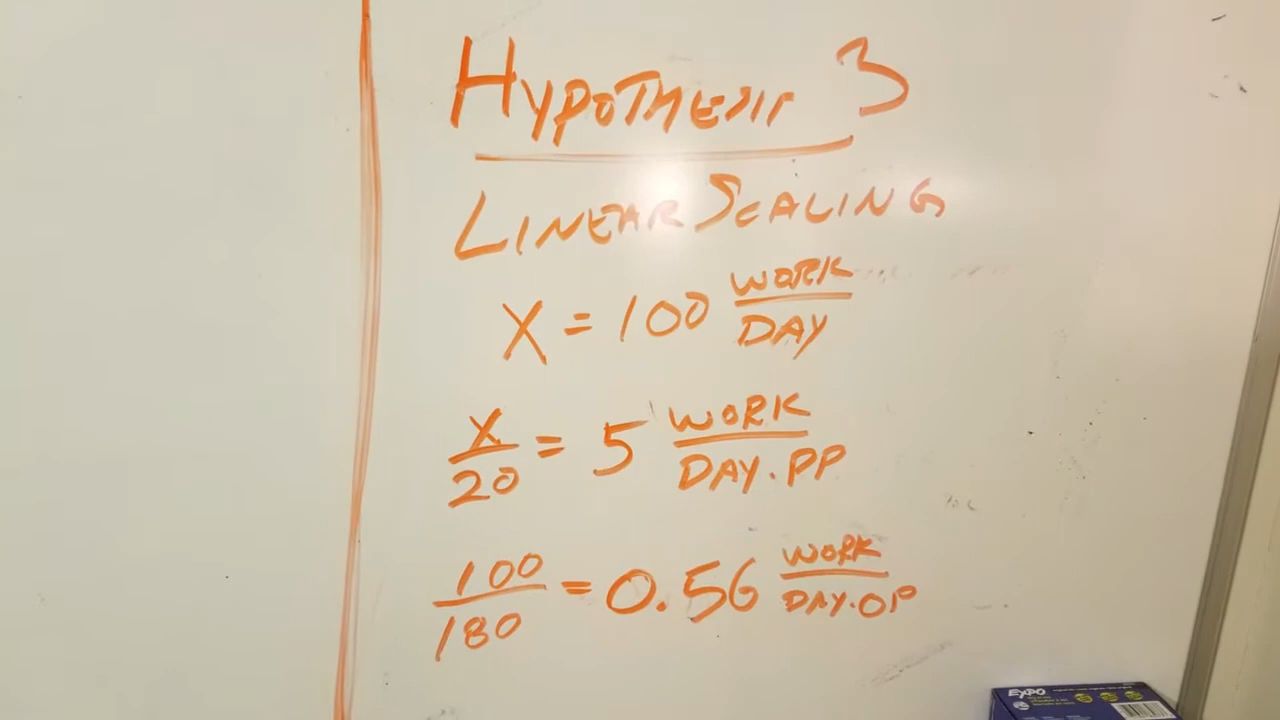 HYPOTHESIS 3
LINEAR SCALING
X = 100 WORK/DAY
X/20 = 5 WORK/DAY·PP
100/180 = 0.56 WORK/DAY·OP
EXPO